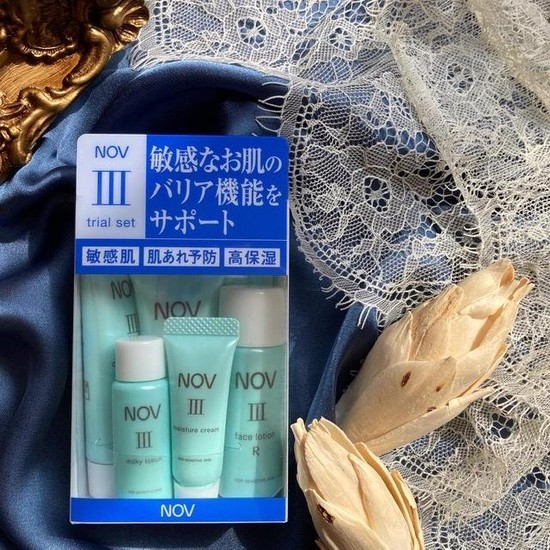 NOV
III
trial set
敏感なお肌の
バリア機能を
サポート
敏感肌 肌あれ予防 高保湿
NOV
III
NOV
NOV
III
milky lotion
NOV
III
moisture cream
NOV
III
face lotion
R
NOV